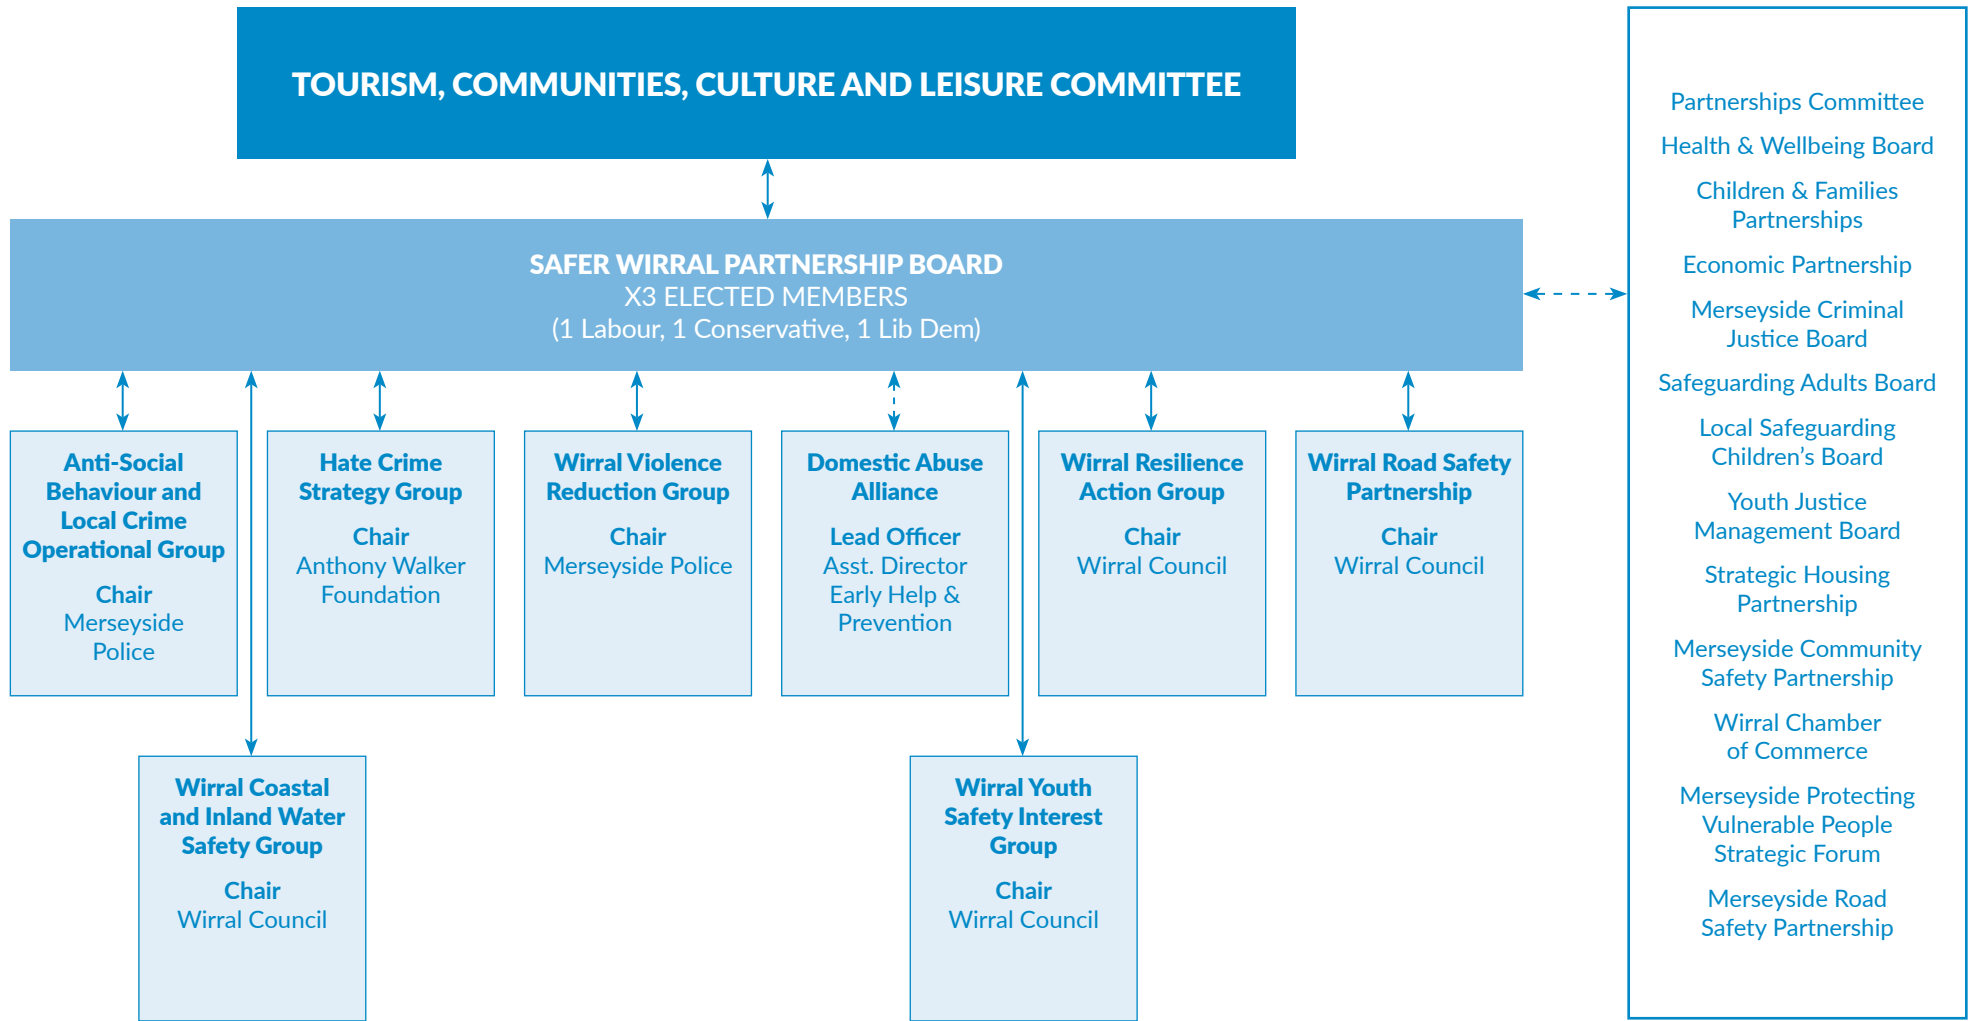 TOURISM, COMMUNITIES, CULTURE AND LEISURE COMMITTEE
SAFER WIRRAL PARTNERSHIP BOARD
X3 ELECTED MEMBERS
(1 Labour, 1 Conservative, 1 Lib Dem)
Anti-Social
Behaviour and
Local Crime
Operational Group
Chair
Merseyside
Police
Hate Crime
Strategy Group
Chair
Anthony Walker
Foundation
Wirral Violence
Reduction Group
Chair
Merseyside Police
Domestic Abuse
Alliance
Lead Officer
Asst. Director
Early Help &
Prevention
Wirral Resilience
Action Group
Chair
Wirral Council
Wirral Road Safety
Partnership
Chair
Wirral Council
Wirral Coastal
and Inland Water
Safety Group
Chair
Wirral Council
Wirral Youth
Safety Interest
Group
Chair
Wirral Council
Partnerships Committee
Health & Wellbeing Board
Children & Families
Partnerships
Economic Partnership
Merseyside Criminal
Justice Board
Safeguarding Adults Board
Local Safeguarding
Children’s Board
Youth Justice
Management Board
Strategic Housing
Partnership
Merseyside Community
Safety Partnership
Wirral Chamber
of Commerce
Merseyside Protecting
Vulnerable People
Strategic Forum
Merseyside Road
Safety Partnership